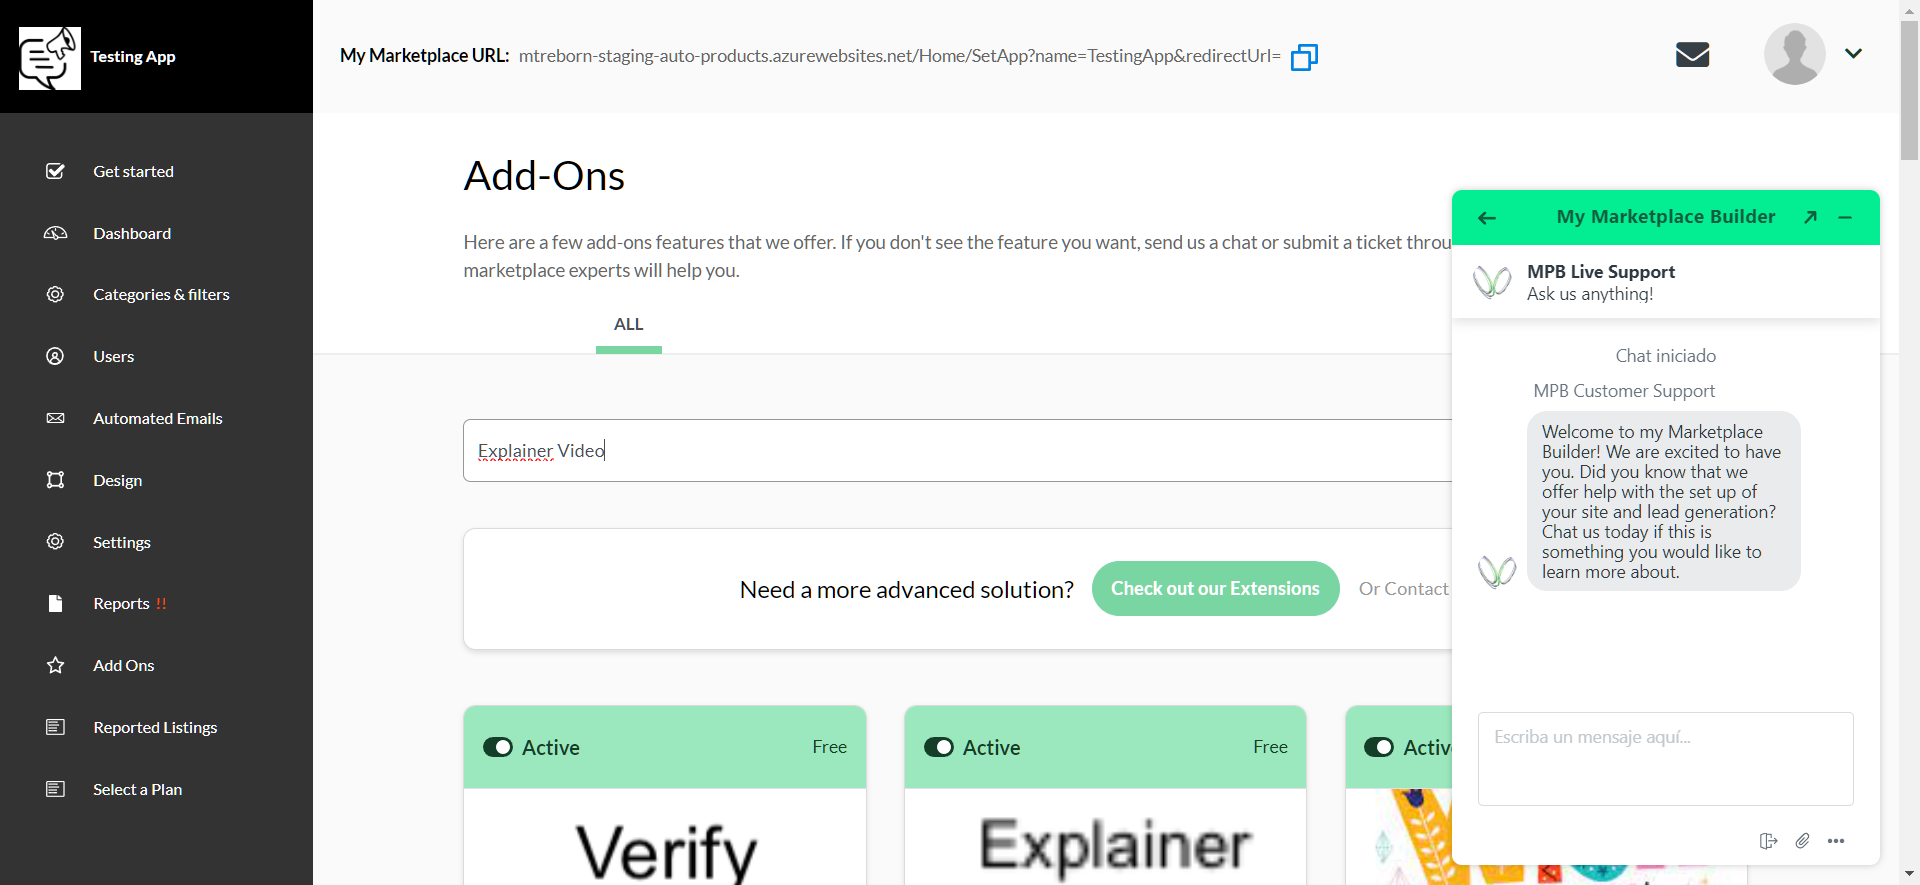 Testing App
My Marketplace URL: mtreborn-staging-auto-products.azurewebsites.net/Home/SetApp?name=TestingApp&redirectUrl=
Get started
Dashboard
Categories & filters
Users
Automated Emails
Design
Settings
Reports !!
Add Ons
Reported Listings
Select a Plan
Add-Ons
Here are a few add-ons features that we offer. If you don't see the feature you want, send us a chat or submit a ticket throu
marketplace experts will help you.
ALL
Explainer Video
Need a more advanced solution? Check out our Extensions Or Contact
Active Free
Verify
Active Free
Explainer
Activ
My Marketplace Builder
MPB Live Support
Ask us anything!
Chat iniciado
MPB Customer Support
Welcome to my Marketplace
Builder! We are excited to have
you. Did you know that we
offer help with the set up of
your site and lead generation?
Chat us today if this is
something you would like to
learn more about.
Escriba un mensaje aquí...